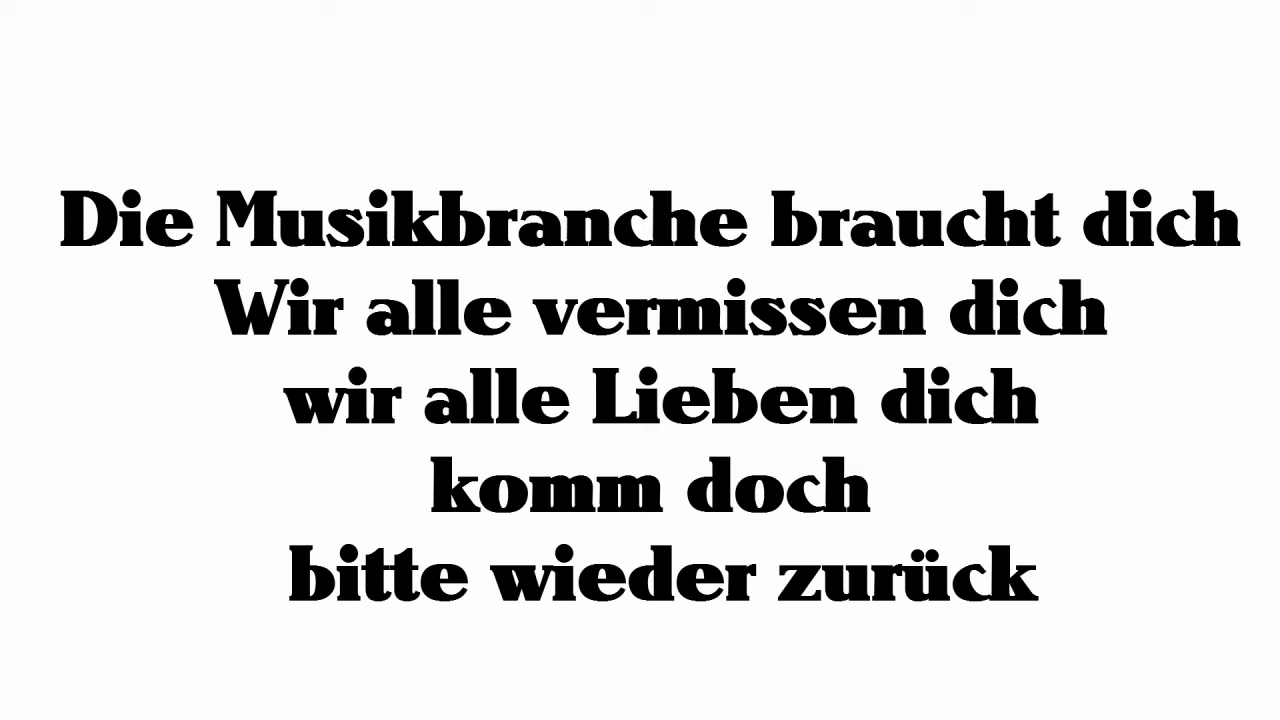 Die Musikbranche braucht dich
Wir alle vermissen dich
wir alle Lieben dich
komm doch
bitte wieder zurück